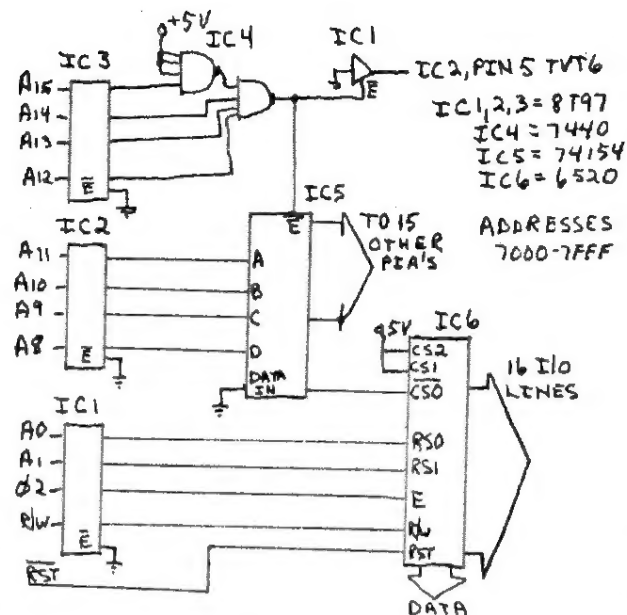 +5V
IC4
IC3
IC1
A15
A14
A13
A12
E
E
IC2, PIN 5 TVT6
IC1,2,3 = 8T97
IC4 = 7440
IC5 = 74154
IC6 = 6520
ADDRESSES
7000-7FFF
IC2
A11
A10
A9
A8
E
IC5
E
A
B
C
D
DATA
IN
TO 15
OTHER
PIA'S
+5V
IC6
CS2
CS1
CS0
RS0
RS1
E
R/W
RST
16 I/O
LINES
IC1
A0
A1
Ø2
R/W
E
RST
DATA